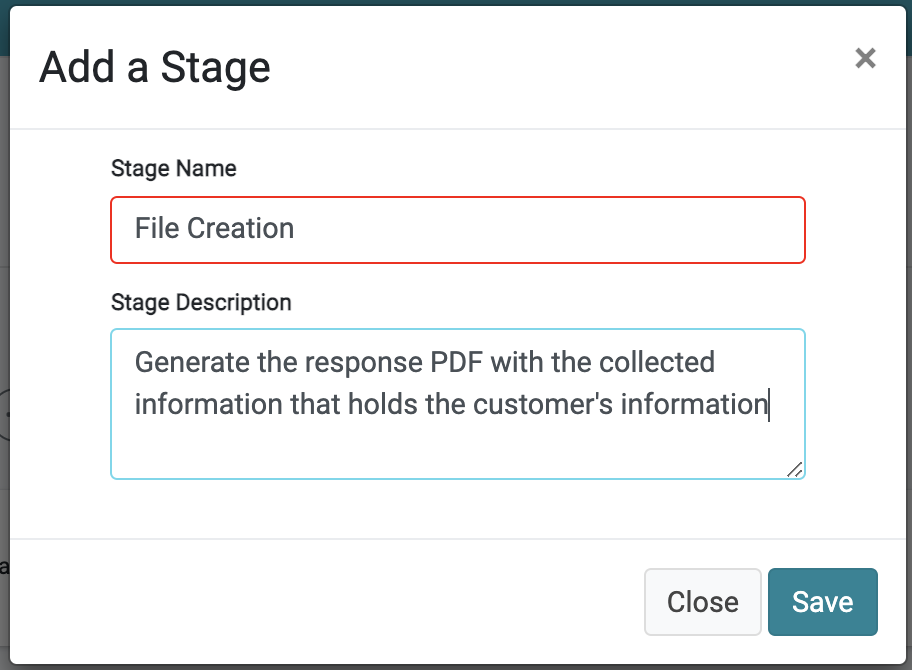 Add a Stage
×
Stage Name
File Creation
Stage Description
Generate the response PDF with the collected
information that holds the customer's information
a
Close
Save